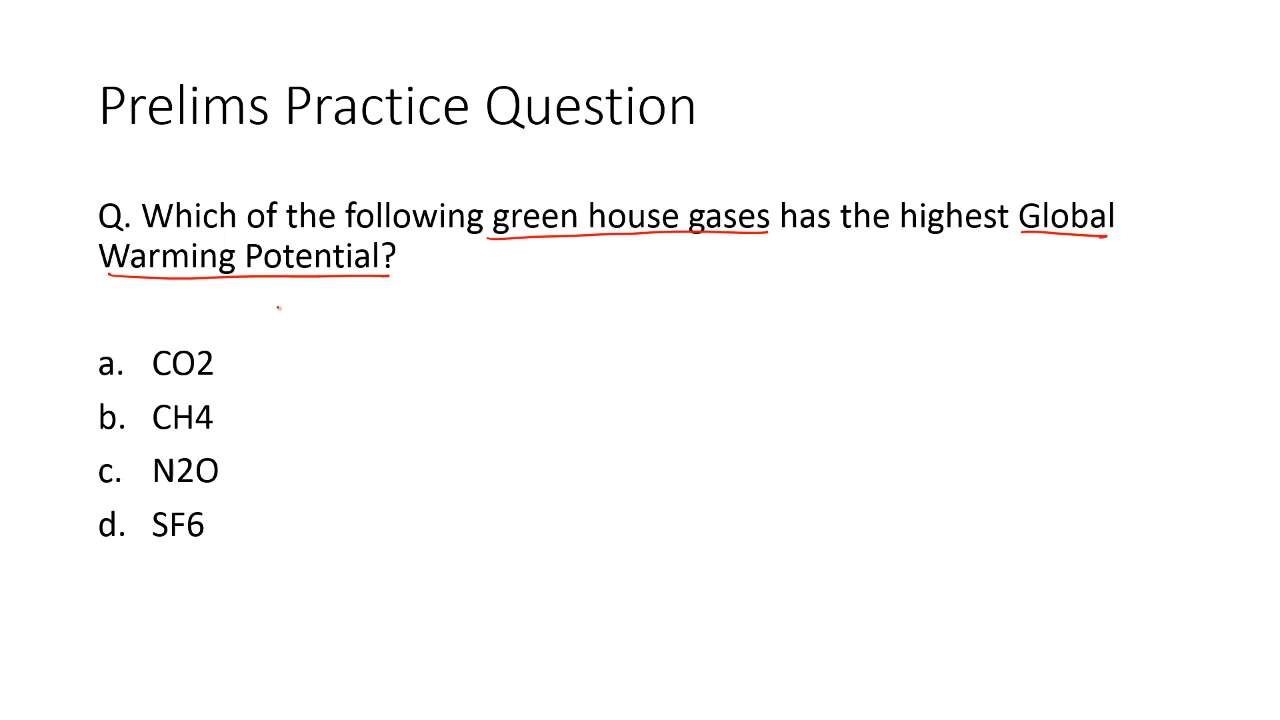 Prelims Practice Question
Q. Which of the following green house gases has the highest Global
Warming Potential?
a. CO2
b. CH4
c. N2O
d. SF6